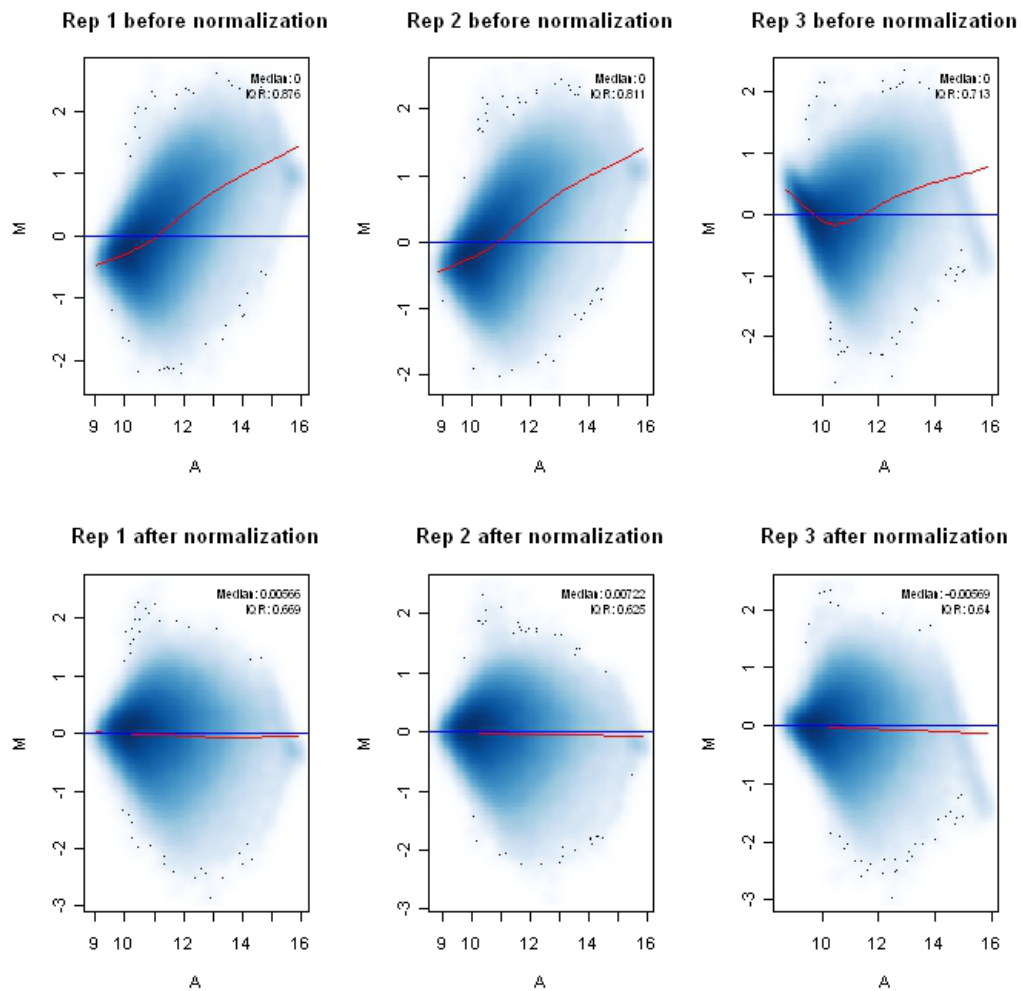 Rep 1 before normalization
Rep 2 before normalization
Rep 3 before normalization
Median: 0
IQR: 0.876
Median: 0
IQR: 0.811
Median: 0
IQR: 0.713
M
2
1
0
-1
-2
9 10 12 14 16
A
M
2
1
0
-1
-2
9 10 12 14 16
A
M
2
1
0
-2
10 12 14 16
A
Rep 1 after normalization
Rep 2 after normalization
Rep 3 after normalization
Median: 0.00566
IQR: 0.669
Median: 0.00722
IQR: 0.625
Median: -0.00569
IQR: 0.64
M
2
1
0
-1
-2
-3
9 10 12 14 16
A
M
2
1
0
-1
-2
-3
9 10 12 14 16
A
M
2
1
0
-1
-2
-3
10 12 14 16
A